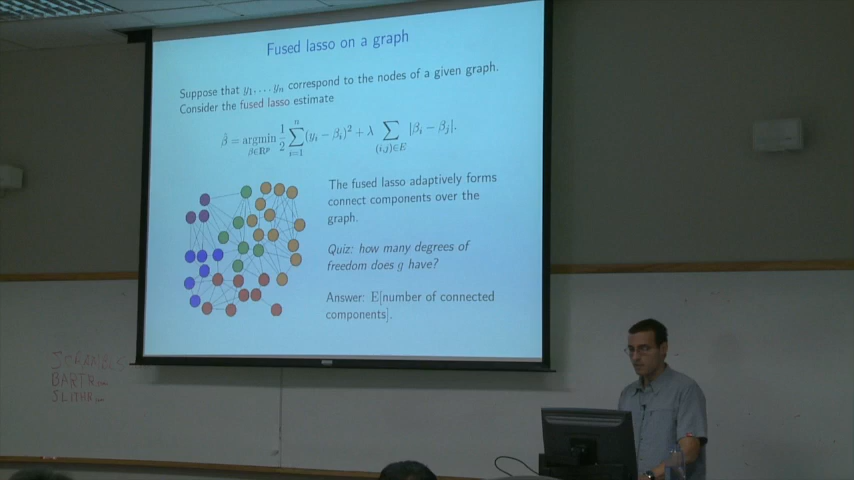 Fused lasso on a graph
Suppose that y₁, . . . yₙ correspond to the nodes of a given graph.
Consider the fused lasso estimate
β̂ = argmin_{β∈ℝᵖ} 1/2 ∑_{i=1}^{n} (yᵢ − βᵢ)² + λ ∑_{(i,j)∈E} |βᵢ − βⱼ|.
The fused lasso adaptively forms
connect components over the
graph.
Quiz: how many degrees of
freedom does g have?
Answer: E[number of connected
components].